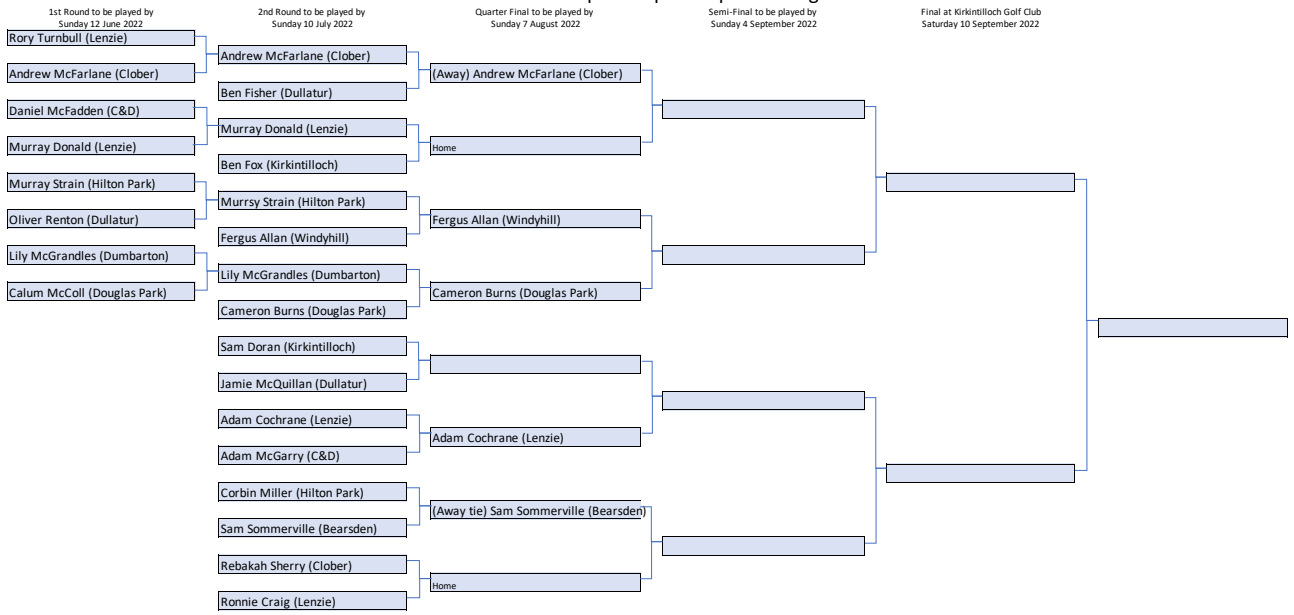 1st Round to be played by
Sunday 12 June 2022
2nd Round to be played by
Sunday 10 July 2022
Quarter Final to be played by
Sunday 7 August 2022
Semi-Final to be played by
Sunday 4 September 2022
Final at Kirkintilloch Golf Club
Saturday 10 September 2022
Rory Turnbull (Lenzie)
Andrew McFarlane (Clober)
Daniel McFadden (C&D)
Murray Donald (Lenzie)
Murray Strain (Hilton Park)
Oliver Renton (Dullatur)
Lily McGrandles (Dumbarton)
Calum McColl (Douglas Park)
Andrew McFarlane (Clober)
Ben Fisher (Dullatur)
Murray Donald (Lenzie)
Ben Fox (Kirkintilloch)
Murrsy Strain (Hilton Park)
Fergus Allan (Windyhill)
Lily McGrandles (Dumbarton)
Cameron Burns (Douglas Park)
Sam Doran (Kirkintilloch)
Jamie McQuillan (Dullatur)
Adam Cochrane (Lenzie)
Adam McGarry (C&D)
Corbin Miller (Hilton Park)
Sam Sommerville (Bearsden)
Rebakah Sherry (Clober)
Ronnie Craig (Lenzie)
(Away) Andrew McFarlane (Clober)
Home
Fergus Allan (Windyhill)
Cameron Burns (Douglas Park)
Adam Cochrane (Lenzie)
(Away tie) Sam Sommerville (Bearsden)
Home